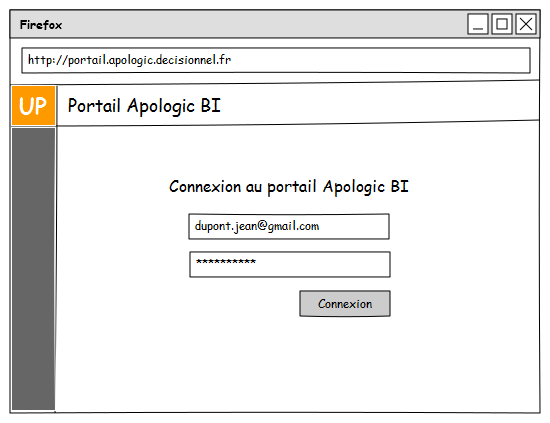 Firefox
http://portail.apologic.decisionnel.fr
UP Portail Apologic BI
Connexion au portail Apologic BI
dupont.jean@gmail.com
**********
Connexion